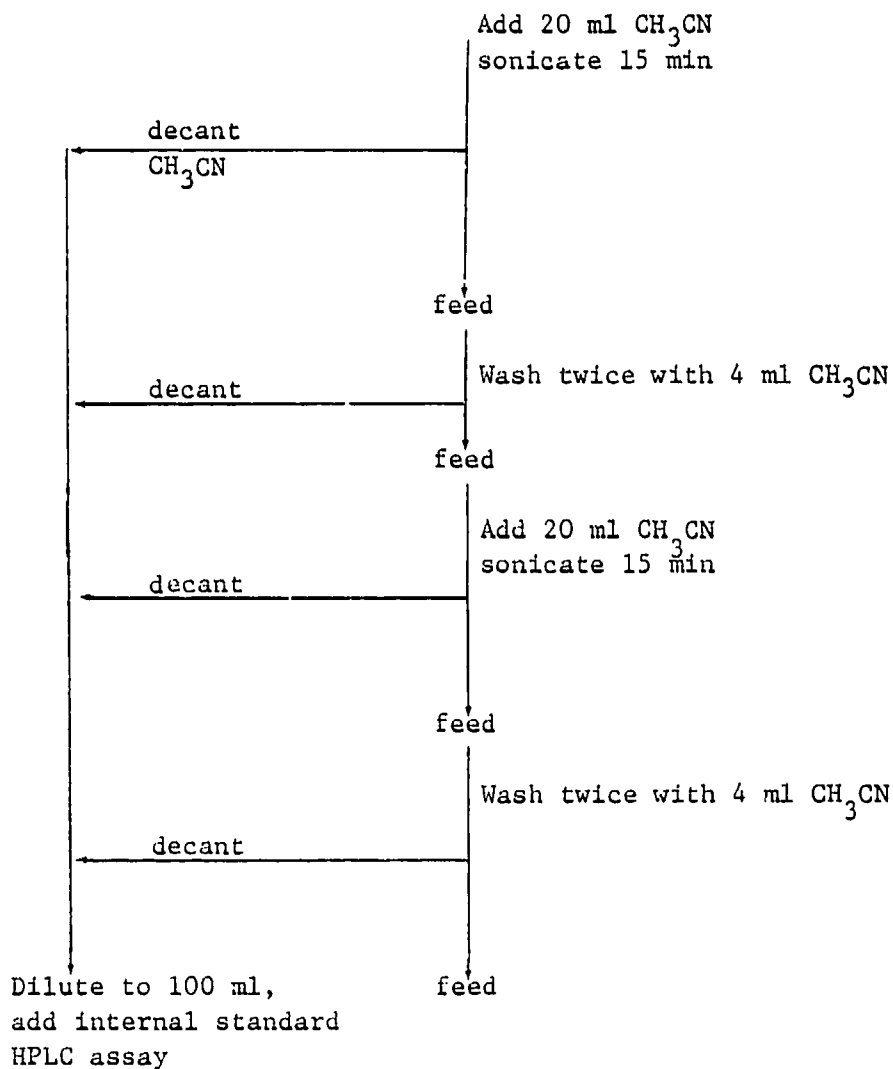 Add 20 ml CH3CN
sonicate 15 min
decant
CH3CN
feed
Wash twice with 4 ml CH3CN
decant
feed
Add 20 ml CH3CN
sonicate 15 min
decant
feed
Wash twice with 4 ml CH3CN
decant
Dilute to 100 ml,
add internal standard
HPLC assay
feed